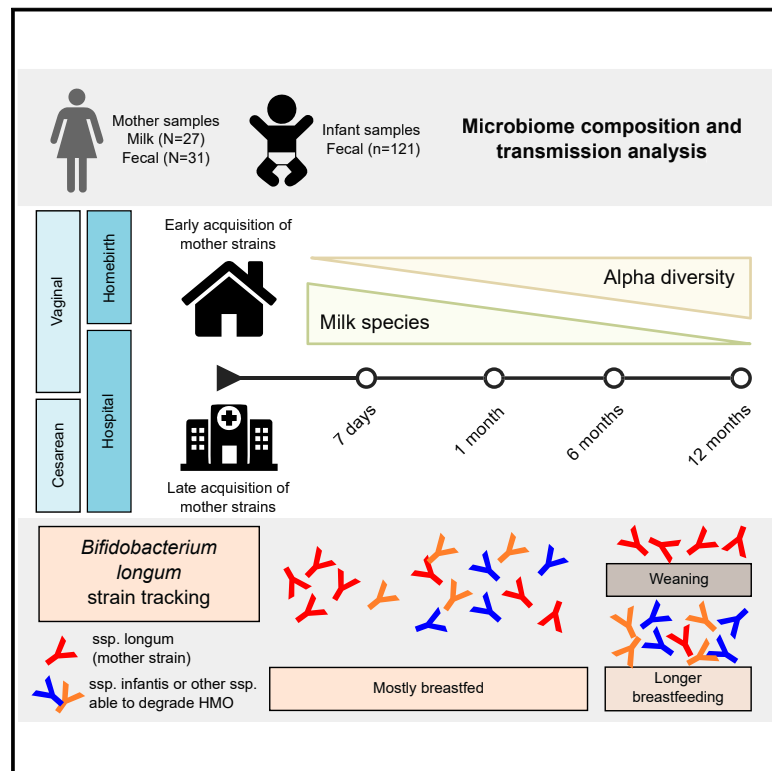 Mother samples
Milk (N=27)
Fecal (N=31)
Infant samples
Fecal (n=121)
Microbiome composition and
transmission analysis
Vaginal
Cesarean
Homebirth
Hospital
Early acquisition of
mother strains
Late acquisition of
mother strains
Alpha diversity
Milk species
7 days
1 month
6 months
12 months
Bifidobacterium
longum
strain tracking
ssp. longum
(mother strain)
ssp. infantis or other ssp.
able to degrade HMO
Mostly breastfed
Weaning
Longer
breastfeeding